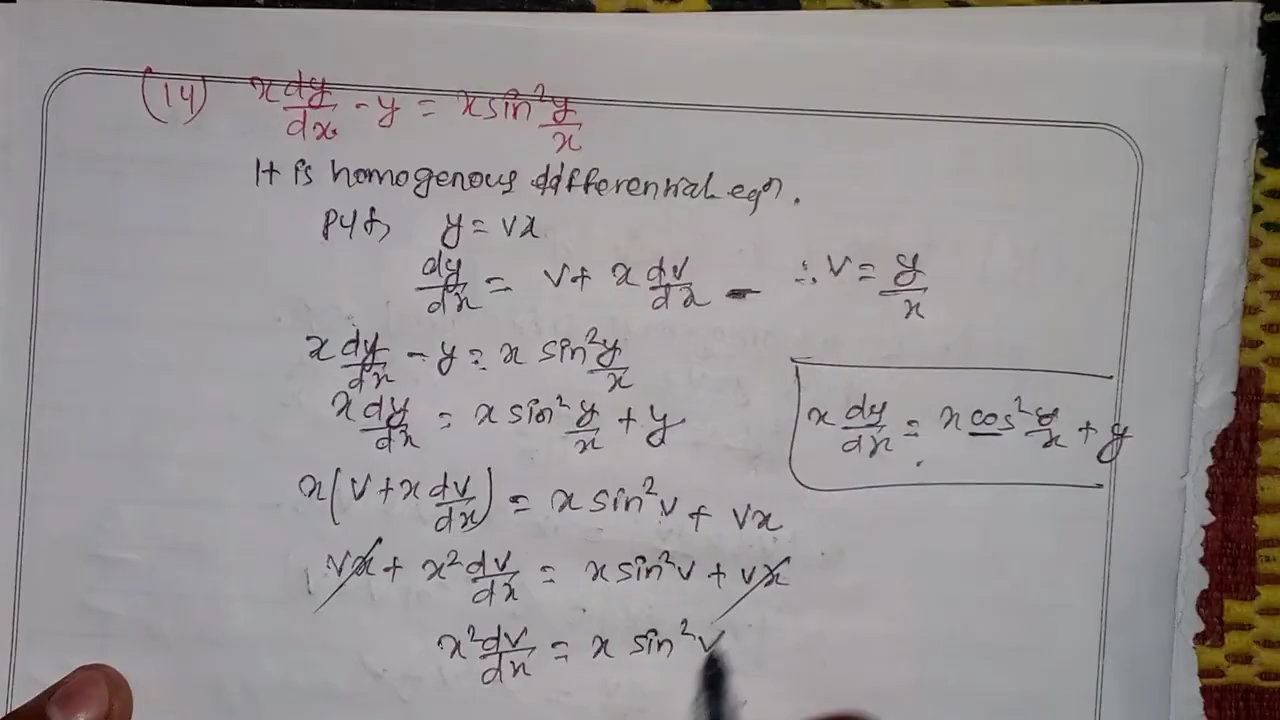 (14) x dy/dx - y = x sin² y/x
It is homogenous differential eqn.
Put, y = vx
dy/dx = v + x dv/dx - ∴ v = y/x
x dy/dx - y = x sin² y/x
x dy/dx = x sin² y/x + y
x dy/dx = x cos² y/x + y
x(v + x dv/dx) = x sin² v + vx
vx + x² dv/dx = x sin² v + vx
x² dv/dx = x sin² v